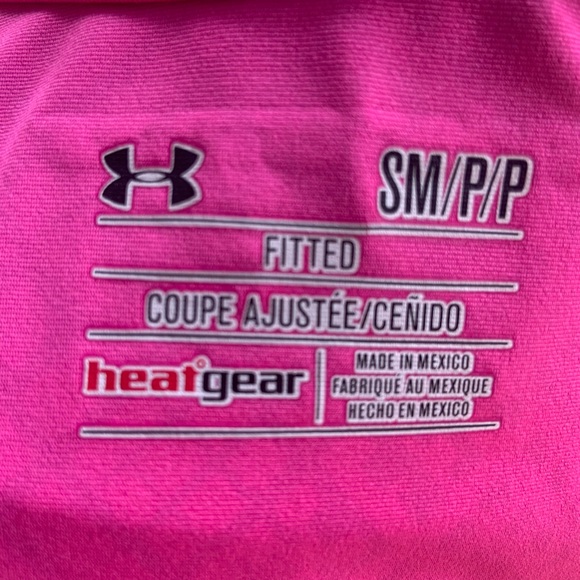 SM/P/P
FITTED
COUPE AJUSTÉE/CEÑIDO
heatgear
MADE IN MEXICO
FABRIQUÉ AU MEXIQUE
HECHO EN MEXICO